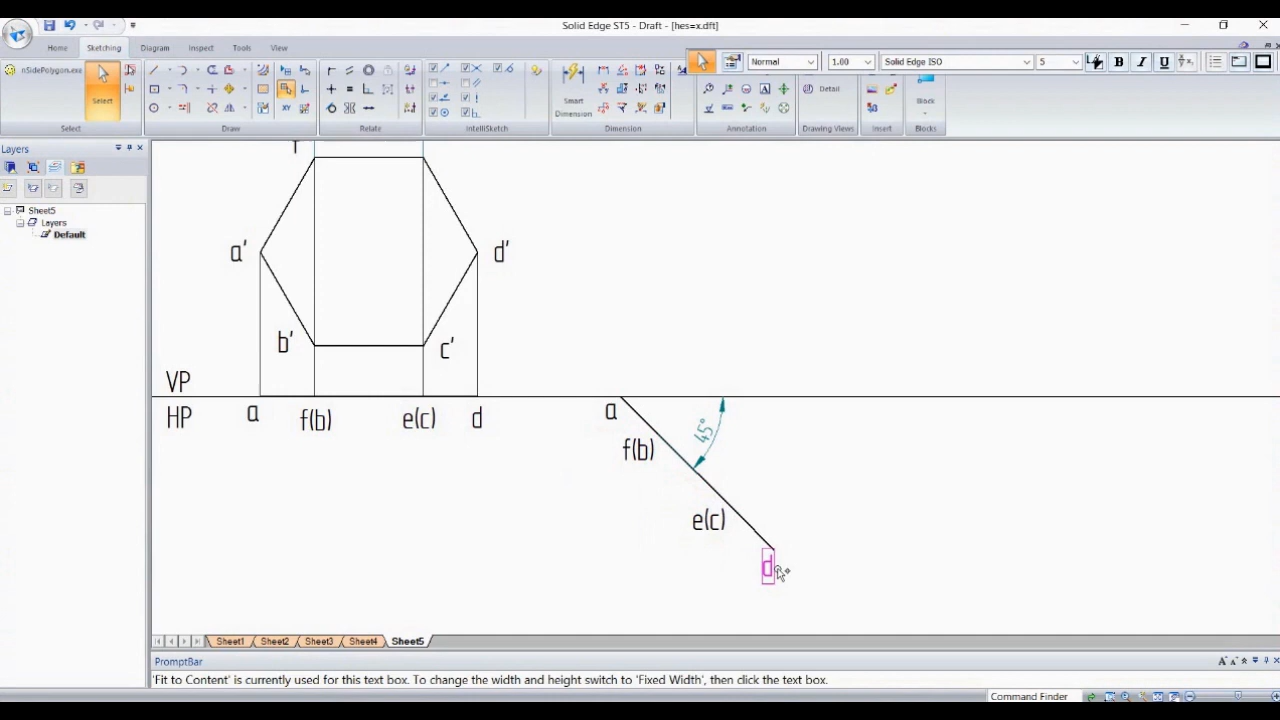 Solid Edge ST5 - Draft - [hes=x.dft]
Home Sketching Diagram Inspect Tools View
nSidePolygon.exe
Normal 1.00 Solid Edge ISO 5 B I U
Select
Smart
Dimension
Detail
Block
Select Draw Relate IntelliSketch Dimension Annotation Drawing Views Insert Blocks
Layers
Sheet5
Layers
Default
a' d'
b' c'
VP
HP a f(b) e(c) d
a
45°
f(b)
e(c)
d
Sheet1 Sheet2 Sheet3 Sheet4 Sheet5
PromptBar
'Fit to Content' is currently used for this text box. To change the width and height switch to 'Fixed Width', then click the text box.
Command Finder